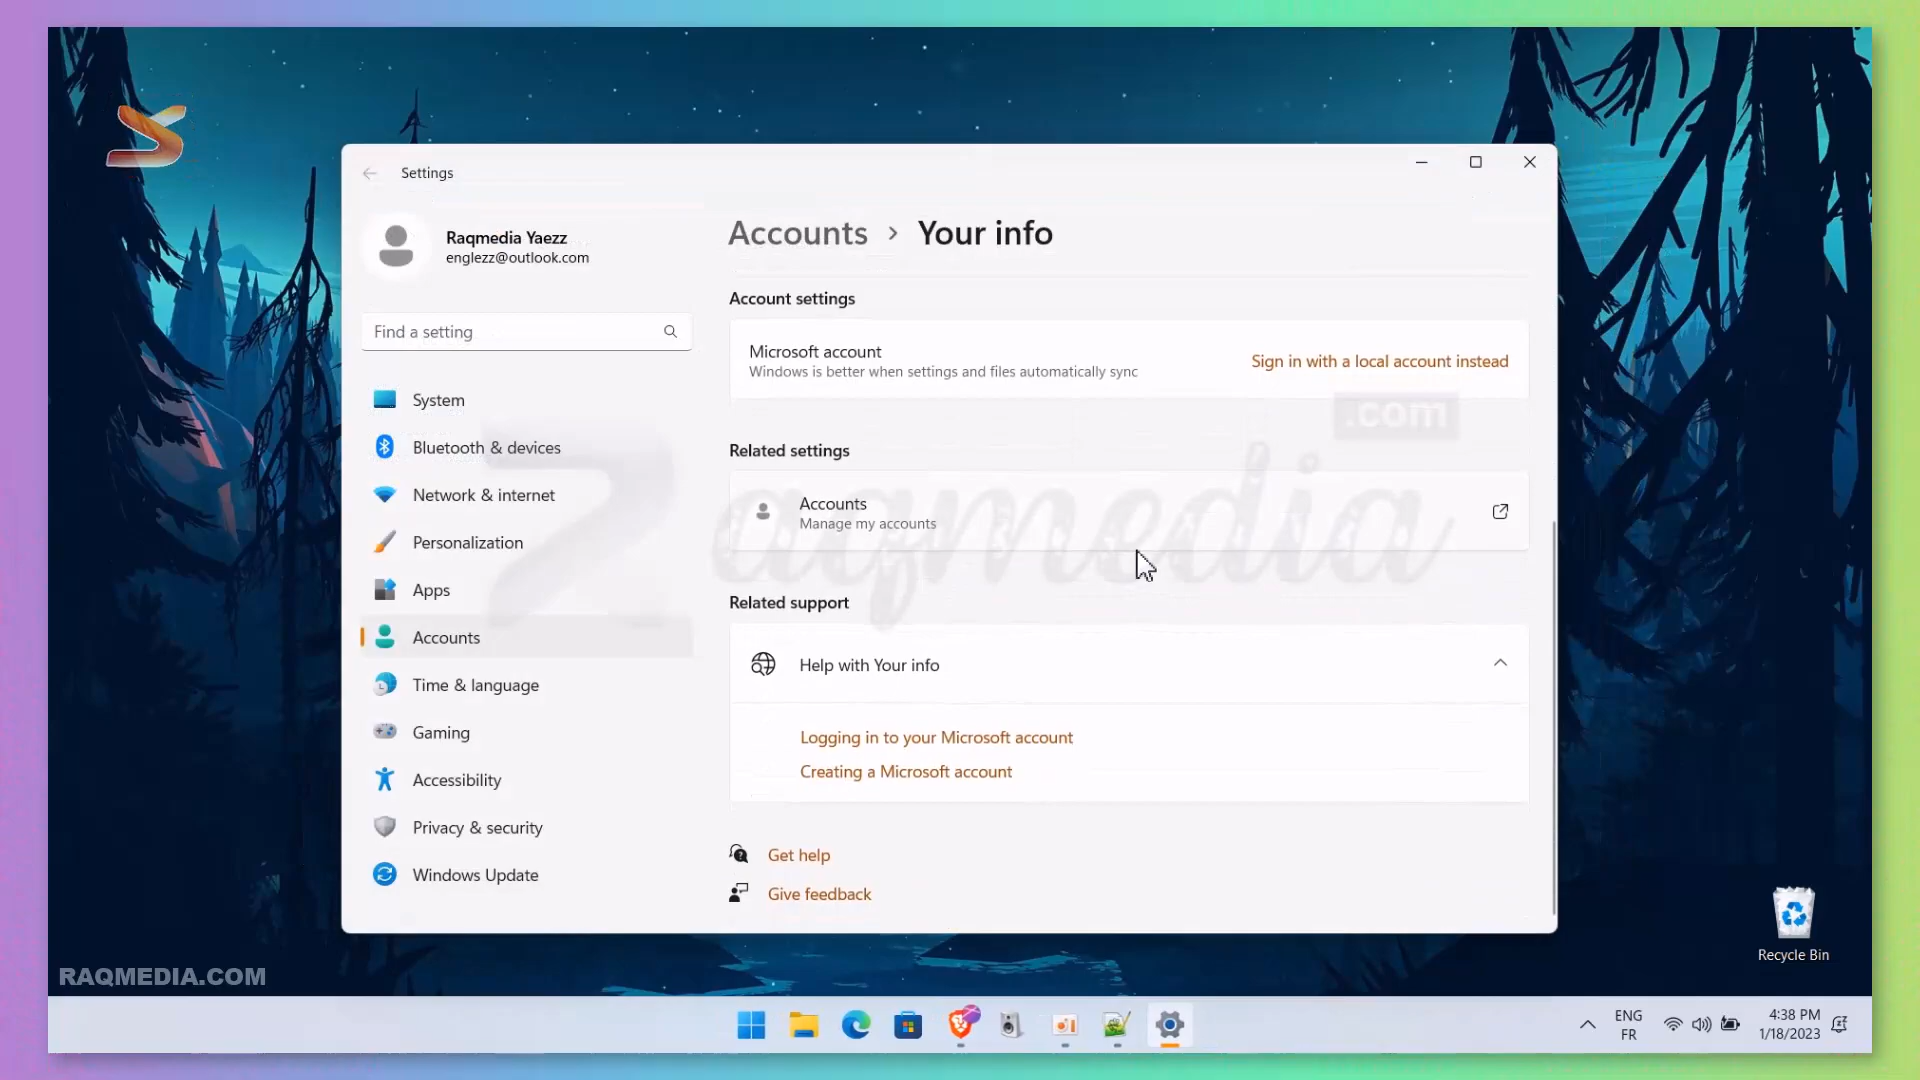 Settings
Raqmedia Yaezz
englezz@outlook.com
Find a setting
System
Bluetooth & devices
Network & internet
Personalization
Apps
Accounts
Time & language
Gaming
Accessibility
Privacy & security
Windows Update
Accounts > Your info
Account settings
Microsoft account
Windows is better when settings and files automatically sync
Sign in with a local account instead
.com
Related settings
Accounts
Manage my accounts
Raqmedia
Related support
Help with Your info
Logging in to your Microsoft account
Creating a Microsoft account
Get help
Give feedback
Recycle Bin
RAQMEDIA.COM
ENG
FR
4:38 PM
1/18/2023